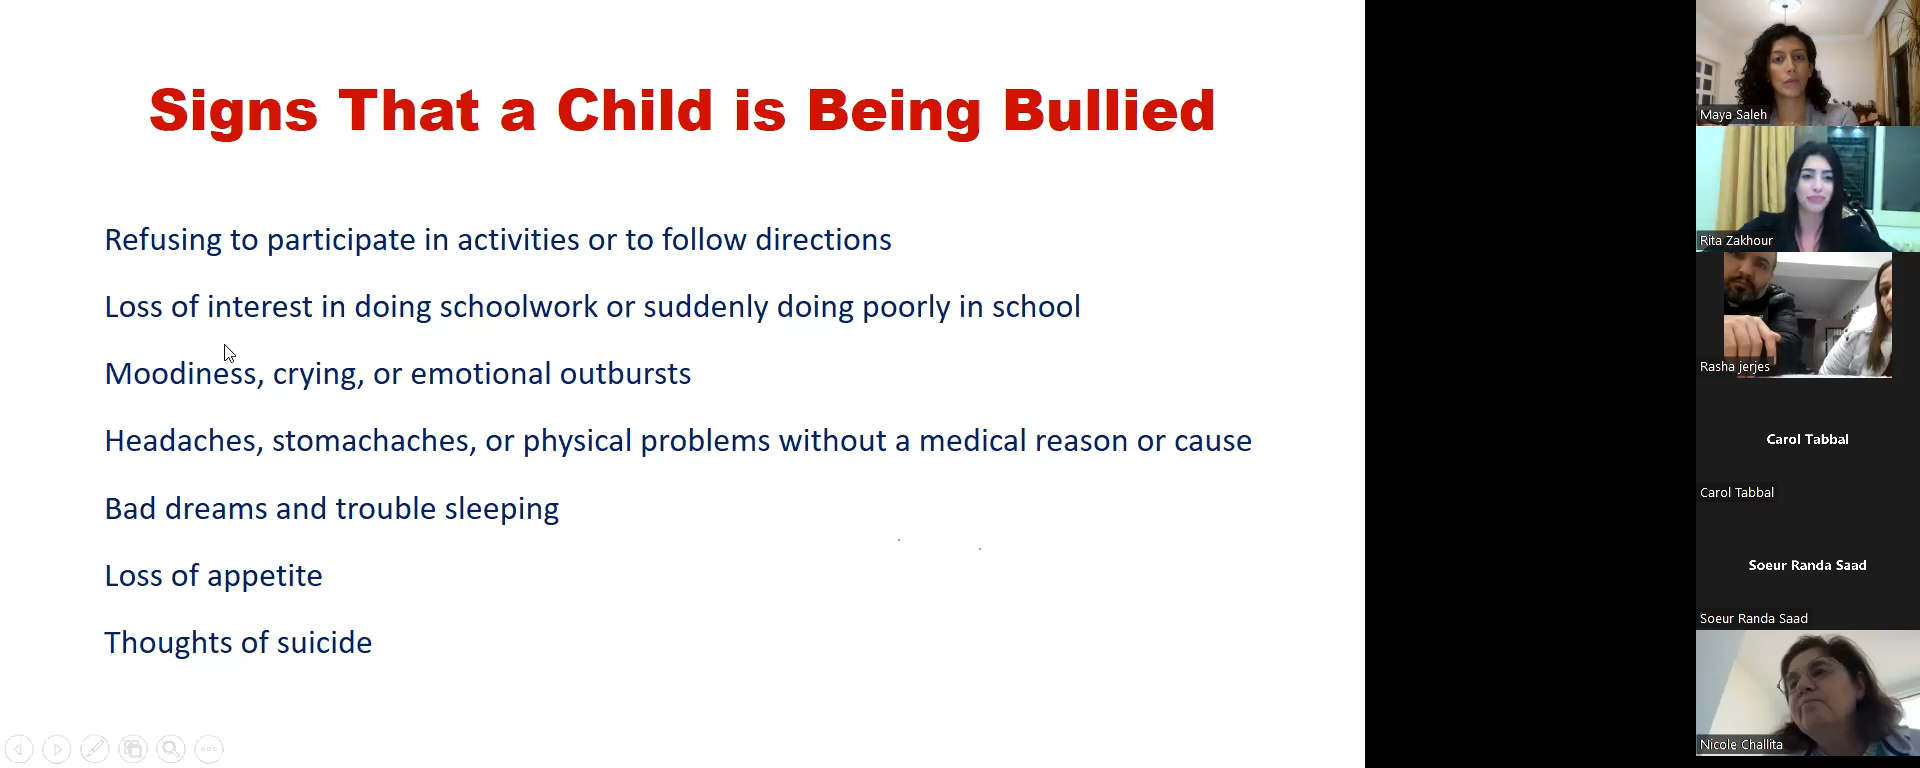 Signs That a Child is Being Bullied
Refusing to participate in activities or to follow directions
Loss of interest in doing schoolwork or suddenly doing poorly in school
Moodiness, crying, or emotional outbursts
Headaches, stomachaches, or physical problems without a medical reason or cause
Bad dreams and trouble sleeping
Loss of appetite
Thoughts of suicide
Maya Saleh
Rita Zakhour
Rasha jerjes
Carol Tabbal
Carol Tabbal
Soeur Randa Saad
Soeur Randa Saad
Nicole Challita